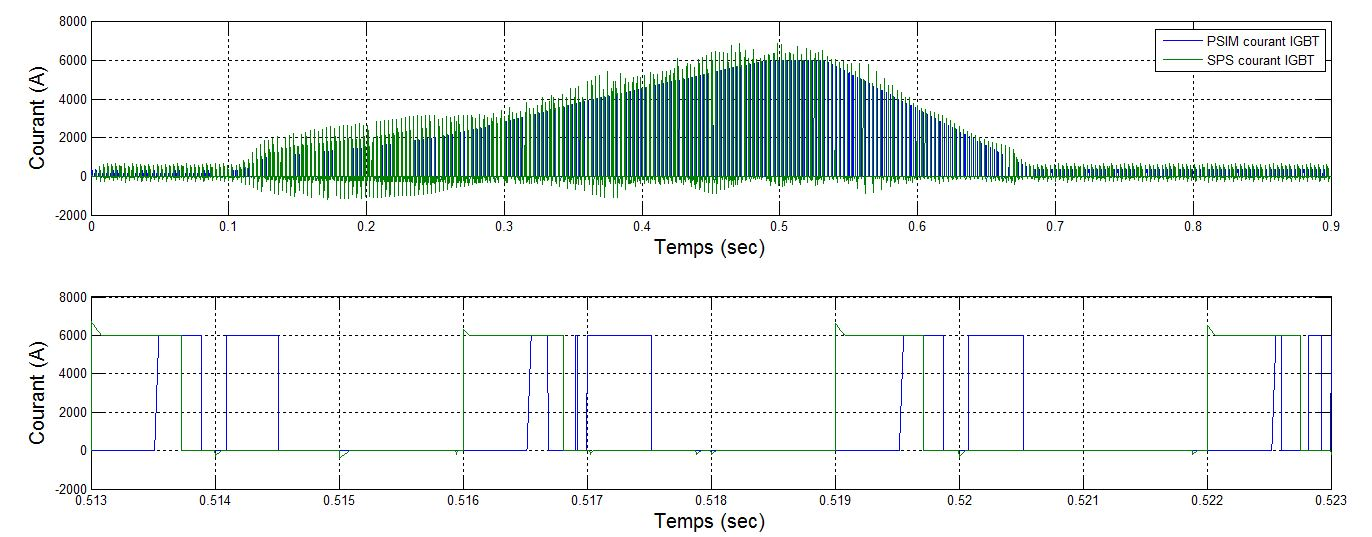 8000
6000
4000
2000
0
-2000
Courant (A)
PSIM courant IGBT
SPS courant IGBT
0 0.1 0.2 0.3 0.4 0.5 0.6 0.7 0.8 0.9
Temps (sec)
8000
6000
4000
2000
0
-2000
Courant (A)
0.513 0.514 0.515 0.516 0.517 0.518 0.519 0.52 0.521 0.522 0.523
Temps (sec)